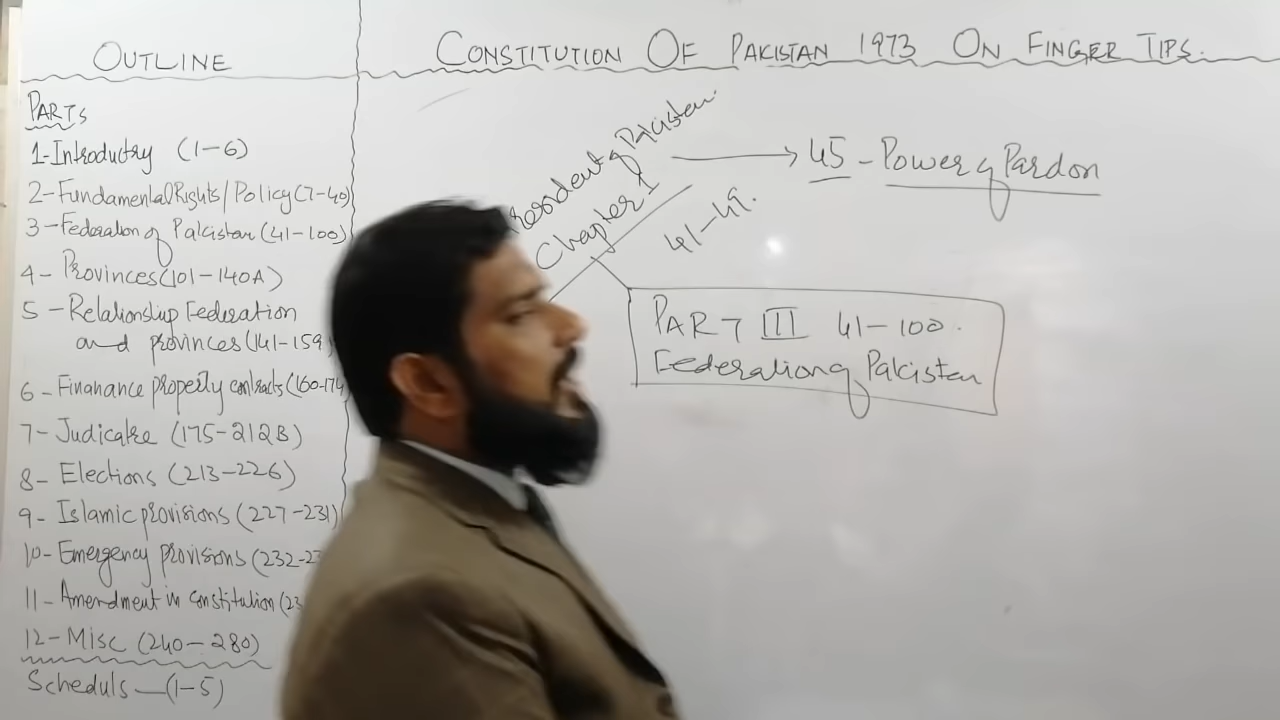 OUTLINE
PARTS
1-Introductry (1-6)
2-Fundamental Rights/Policy(7-40)
3-Federation of Pakistan (41-100)
4- Provinces(101-140A)
5 - Relationship Federation
and provinces (141-159)
6- Finanance property contracts (160-174
7- Judicatre (175-212B)
8- Elections (213-226)
9- Islamic provisions (227-231)
10- Emergency provisions (232-23
11- Amendment in constitution (23
12- Misc (240-280)
Scheduls-(1-5)
CONSTITUTION OF PAKISTAN 1973 ON FINGER TIPS.
of Pakistan
Chapter I
41-49.
45 - Power of Pardon
PART III 41-100.
Federation of Pakistan